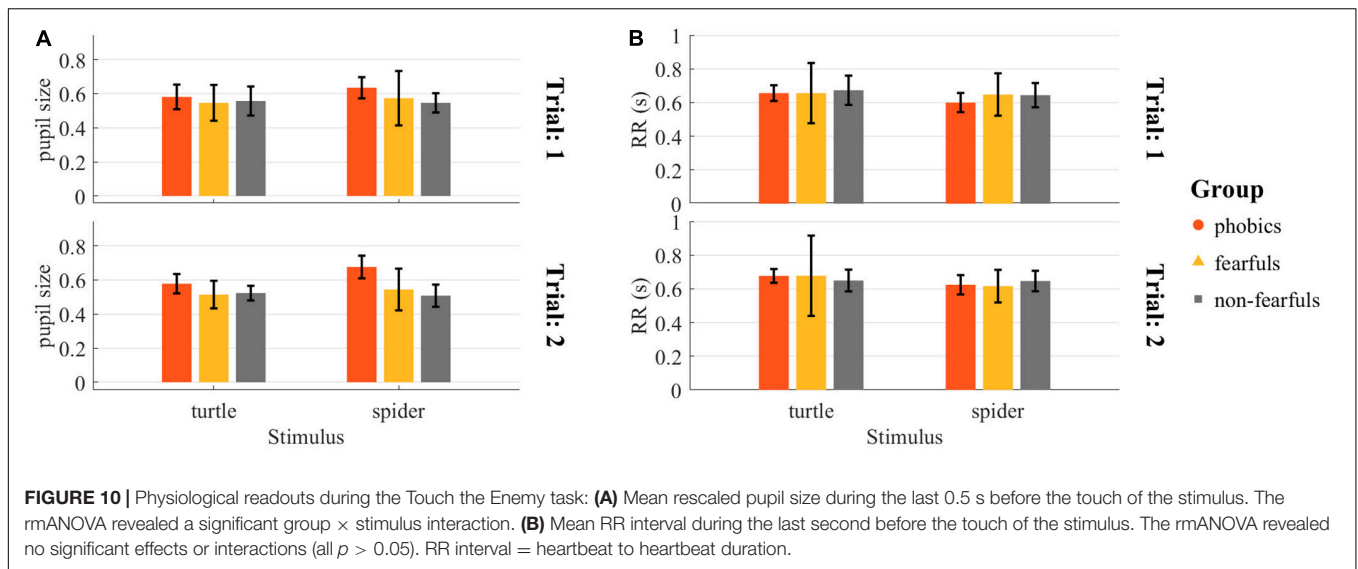 A
0.8
0.6
0.4
0.2
0
pupil size
Trial: 1
0.8
0.6
0.4
0.2
0
pupil size
Trial: 2
turtle spider
Stimulus
B
1
0.8
0.6
0.4
0.2
0
RR (s)
Trial: 1
1
0.8
0.6
0.4
0.2
0
RR (s)
Trial: 2
turtle spider
Stimulus
Group
phobics
fearfuls
non-fearfuls
FIGURE 10 | Physiological readouts during the Touch the Enemy task: (A) Mean rescaled pupil size during the last 0.5 s before the touch of the stimulus. The
rmANOVA revealed a significant group × stimulus interaction. (B) Mean RR interval during the last second before the touch of the stimulus. The rmANOVA revealed
no significant effects or interactions (all p > 0.05). RR interval = heartbeat to heartbeat duration.